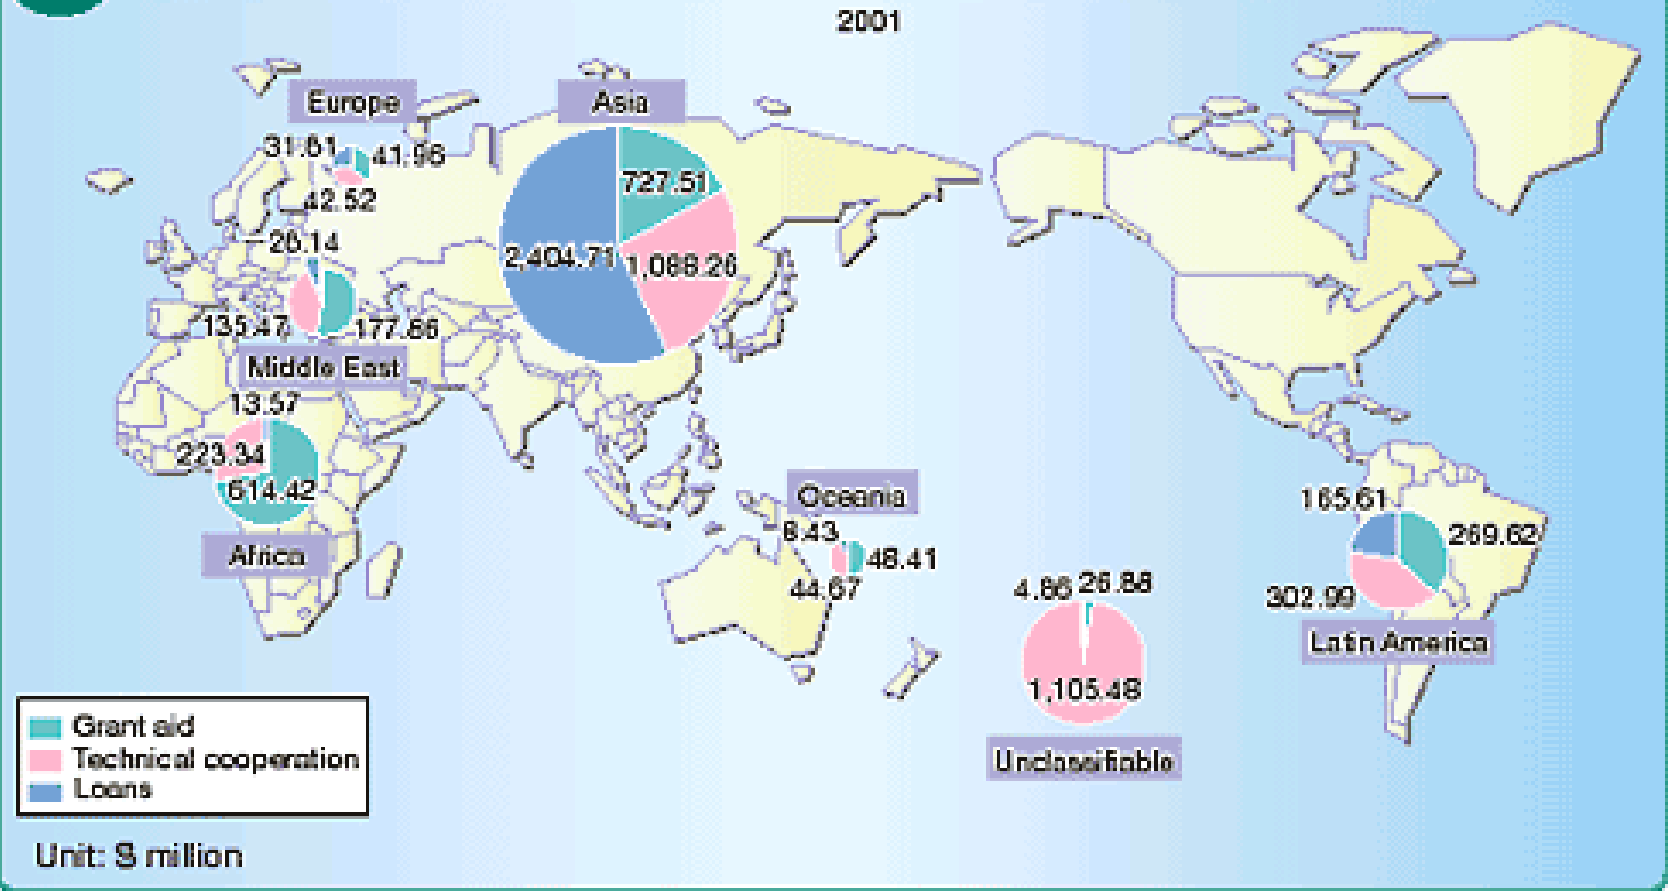 2001
Europe
31.61
41.96
42.52
Asia
727.51
1,088.26
2,404.71
26.14
135.47
177.86
Middle East
13.57
223.34
614.42
Africa
Oceania
8.43
48.41
44.67
4.86 26.88
1,105.48
Unclassifiable
165.61
269.62
302.99
Latin America
Grant aid
Technical cooperation
Loans
Unit: $ million